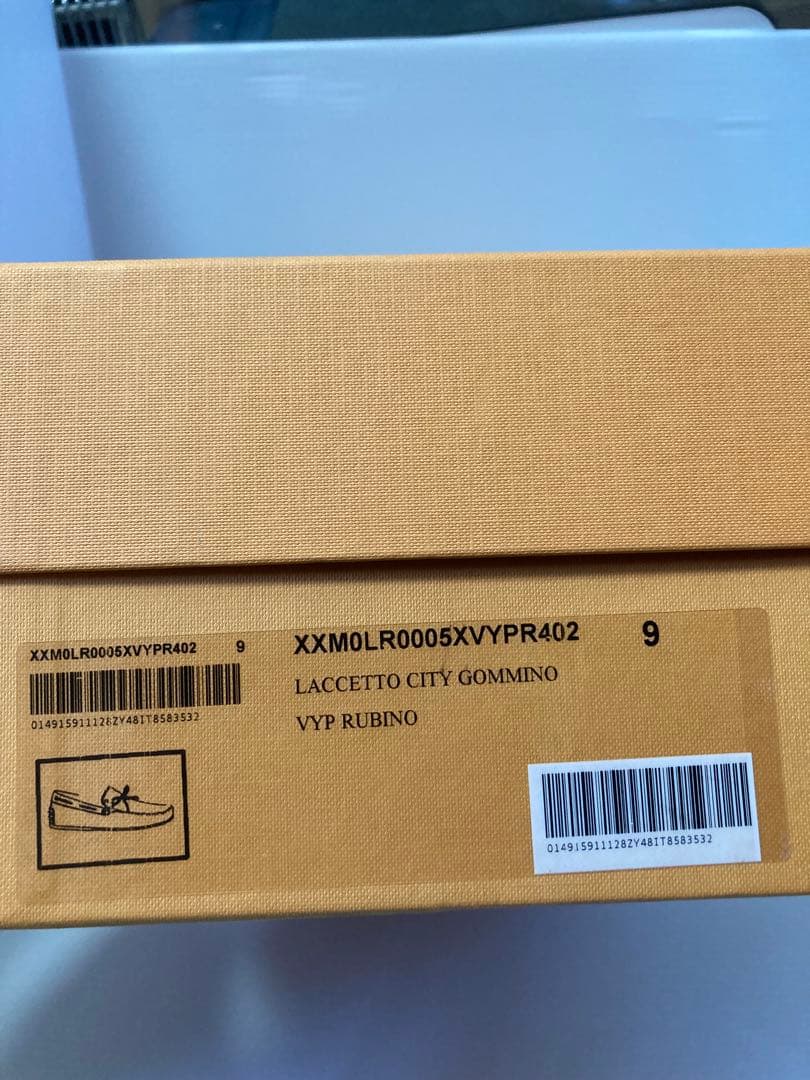 XXM0LR0005XVYPR402 9
014915911128ZY48IT8583532
XXM0LR0005XVYPR402 9
LACCETTO CITY GOMMINO
VYP RUBINO
014915911128ZY48IT8583532